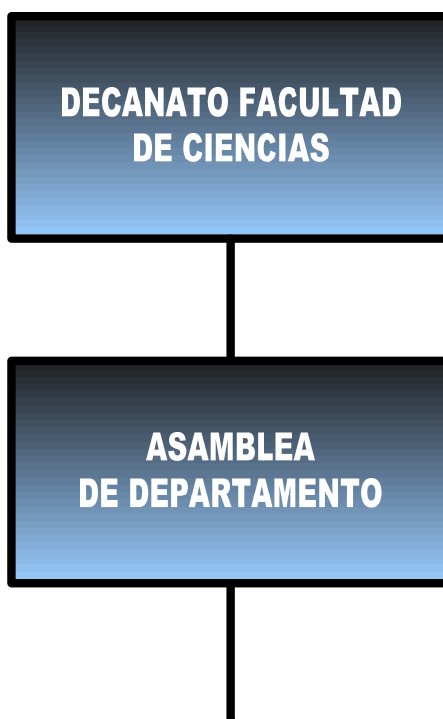 DECANATO FACULTAD
DE CIENCIAS
ASAMBLEA
DE DEPARTAMENTO